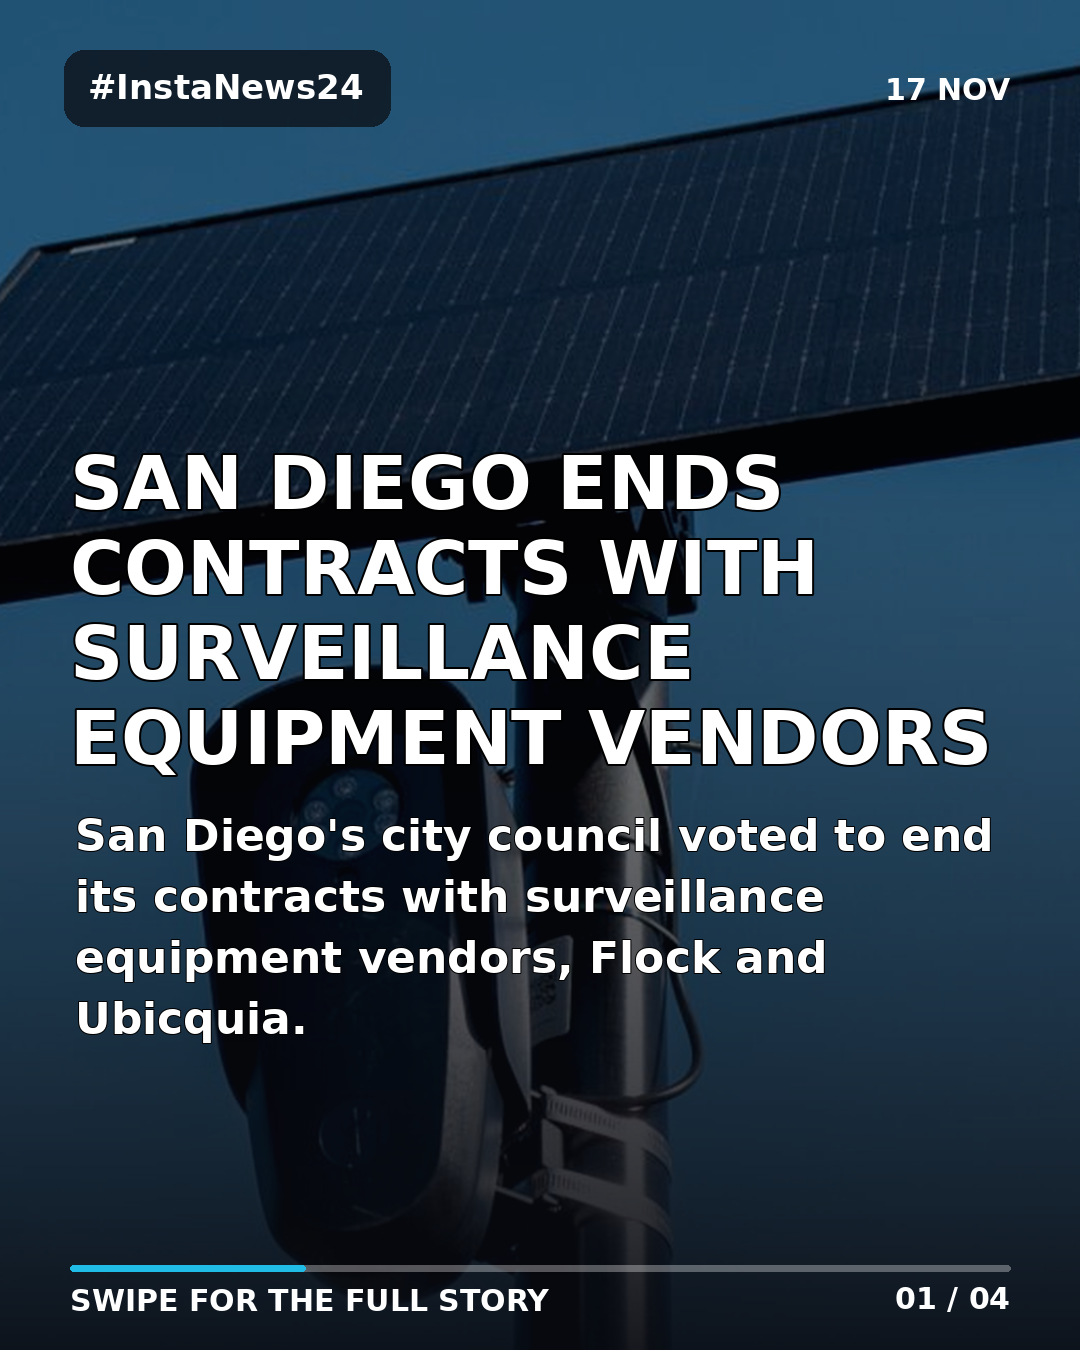 #InstaNews24
17 NOV
SAN DIEGO ENDS
CONTRACTS WITH
SURVEILLANCE
EQUIPMENT VENDORS
San Diego's city council voted to end
its contracts with surveillance
equipment vendors, Flock and
Ubicquia.
SWIPE FOR THE FULL STORY
01 / 04